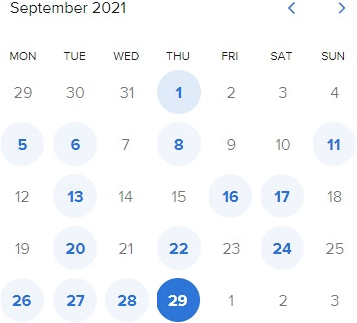 September 2021
MON TUE WED THU FRI SAT SUN
29 30 31 1 2 3 4
5 6 7 8 9 10 11
12 13 14 15 16 17 18
19 20 21 22 23 24 25
26 27 28 29 1 2 3